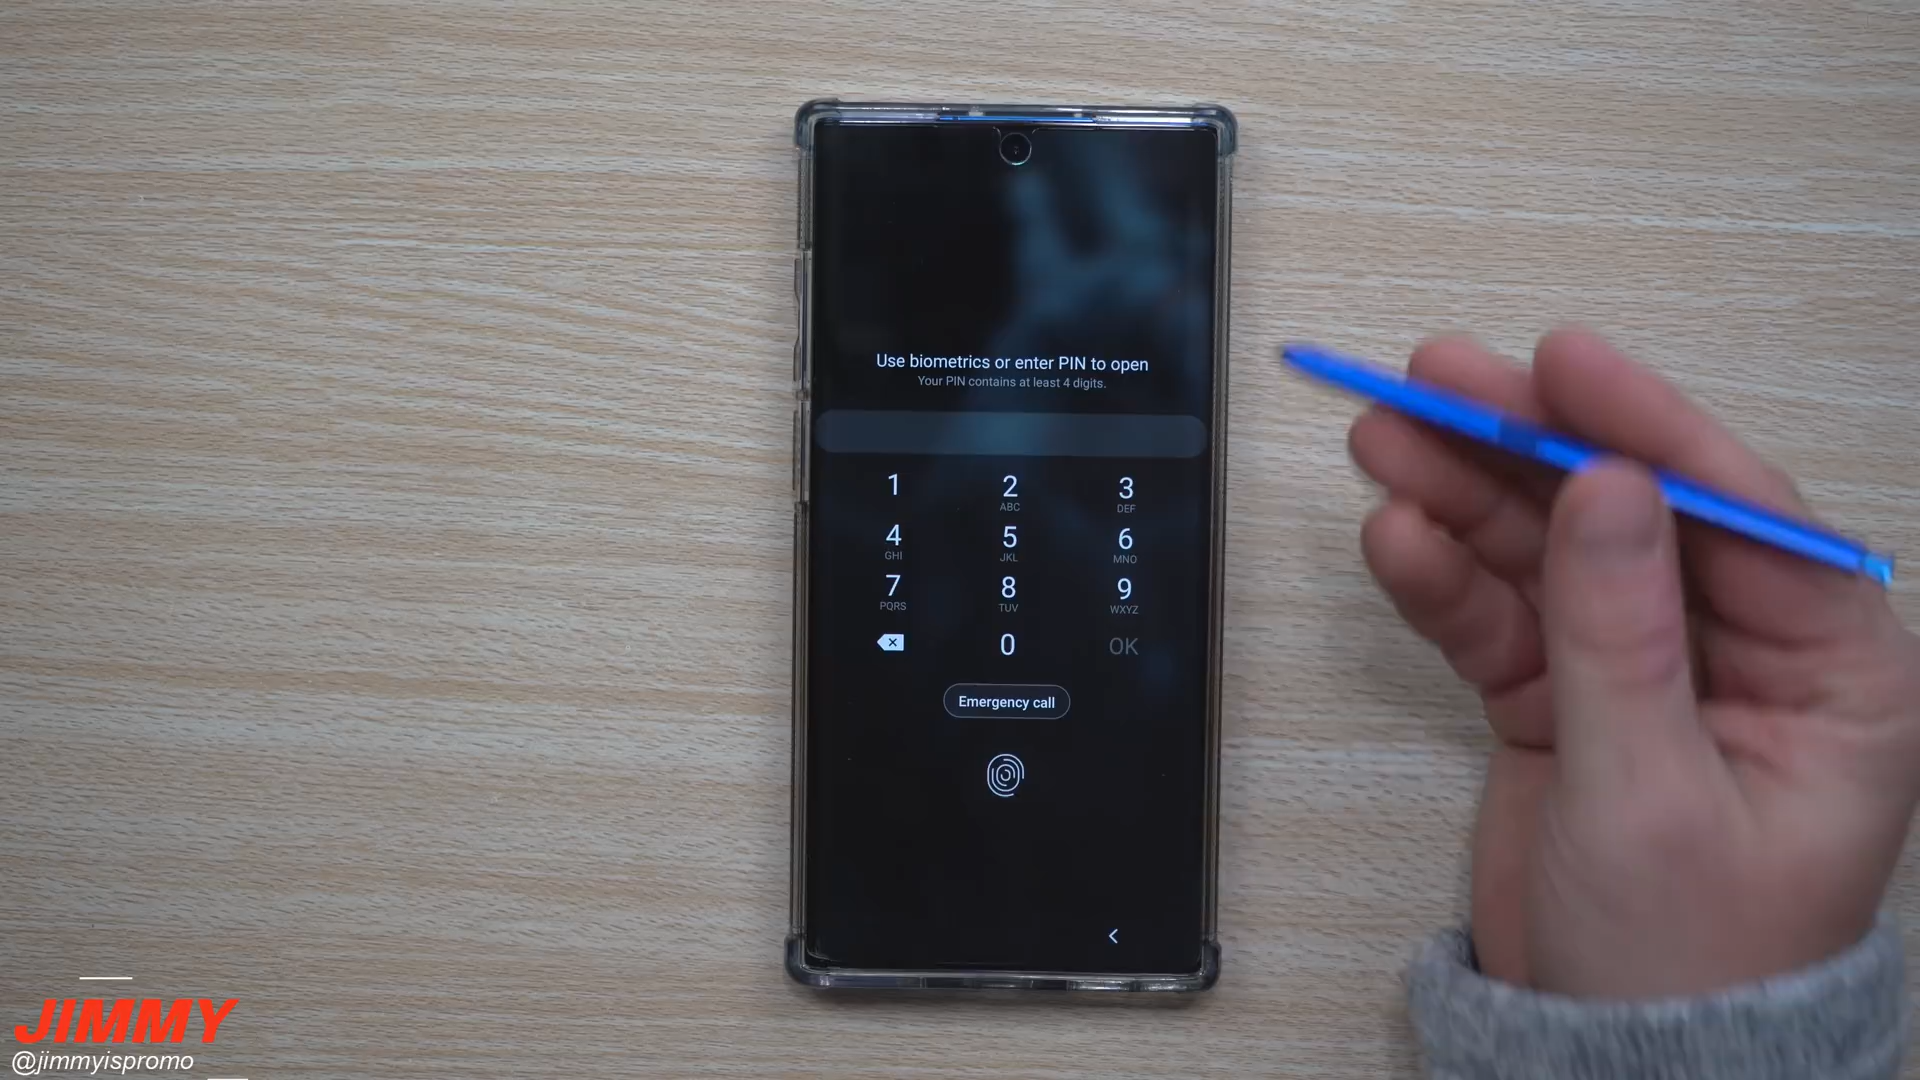 Use biometrics or enter PIN to open
Your PIN contains at least 4 digits.
1 2 3
ABC DEF
4 5 6
GHI JKL MNO
7 8 9
PQRS TUV WXYZ
0 OK
Emergency call
JIMMY
@jimmyispromo